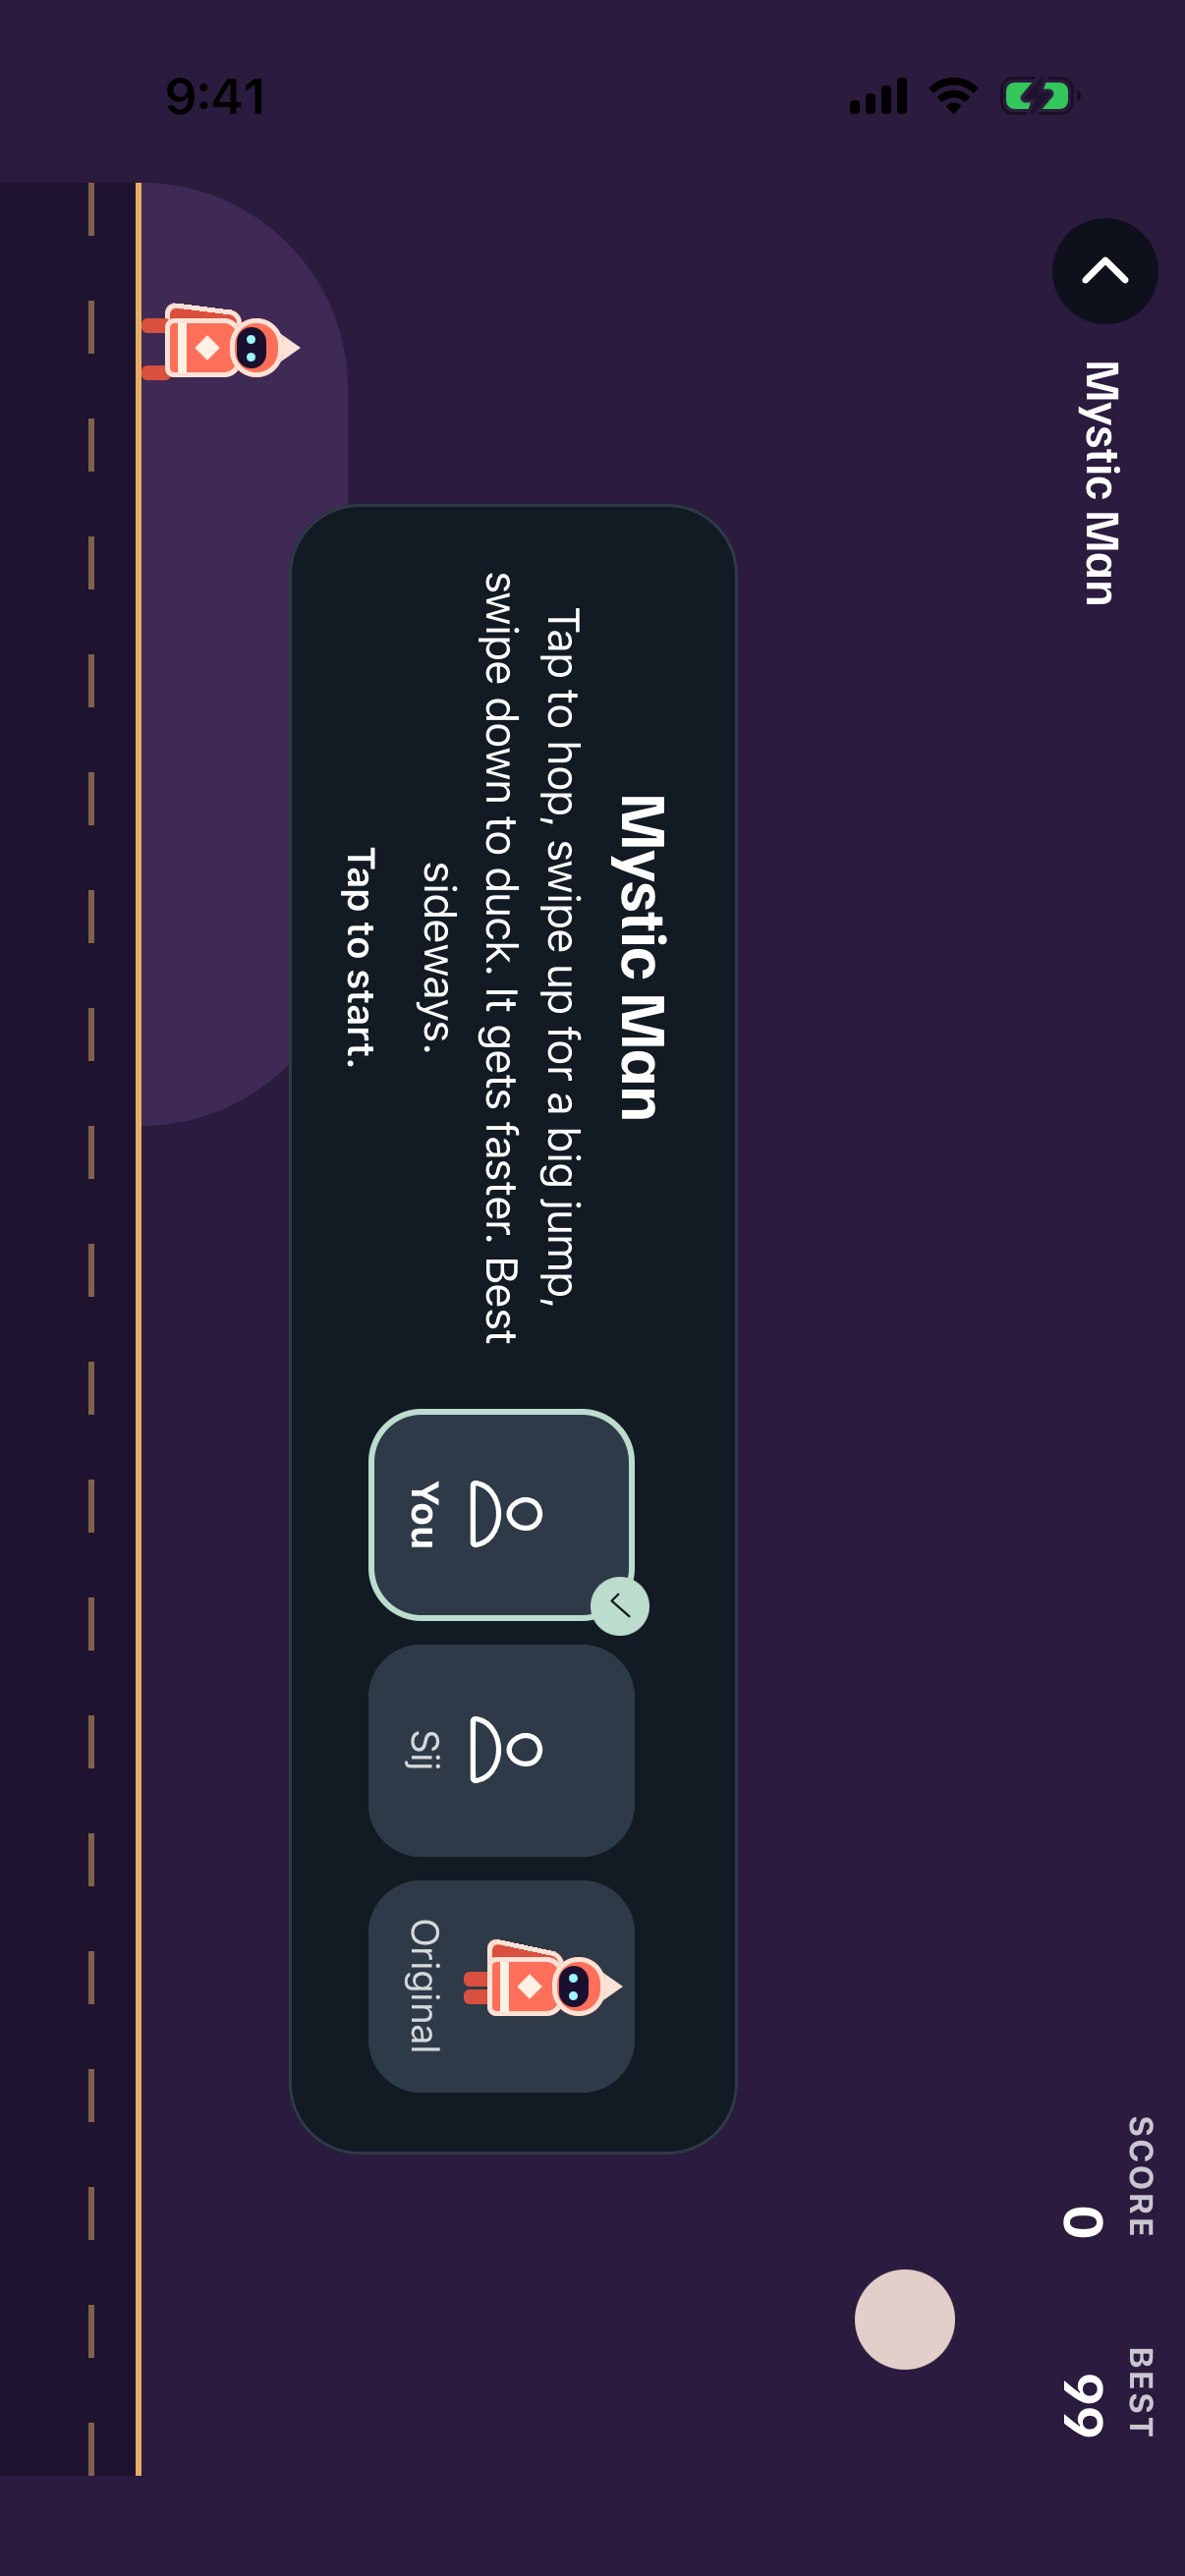 9:41
Mystic Man
SCORE
0
BEST
99
Mystic Man
Tap to hop, swipe up for a big jump,
swipe down to duck. It gets faster. Best
sideways.
Tap to start.
You
Sij
Original